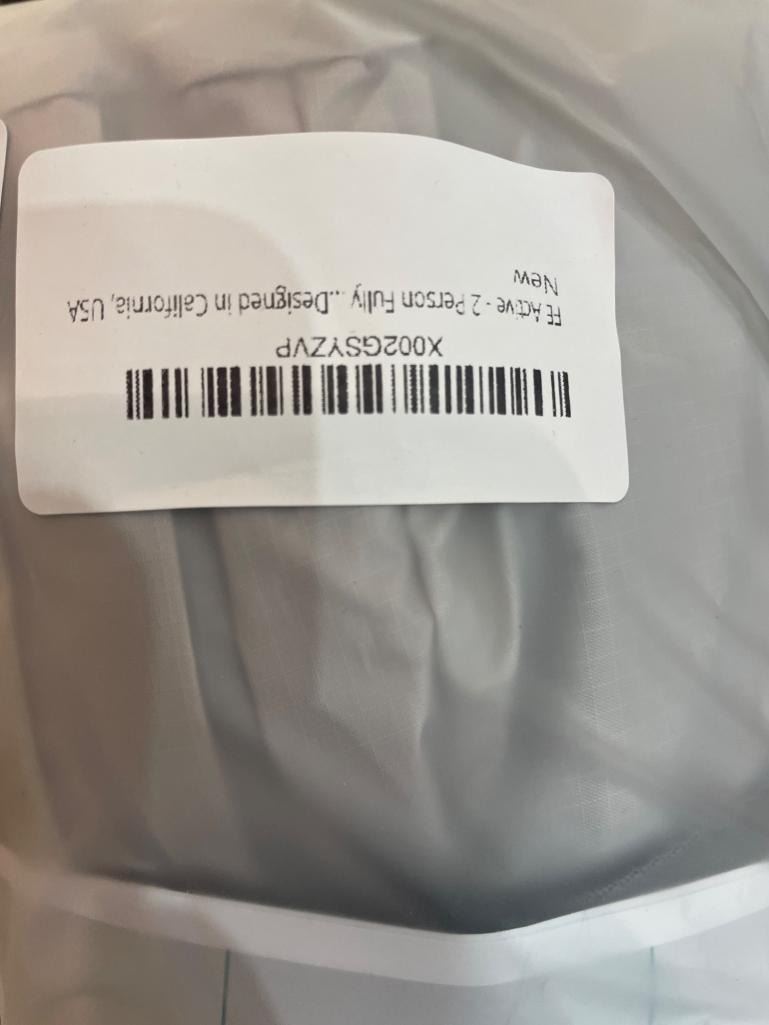 X002GSYZVP
FE Active - 2 Person Fully ...Designed in California, USA
New